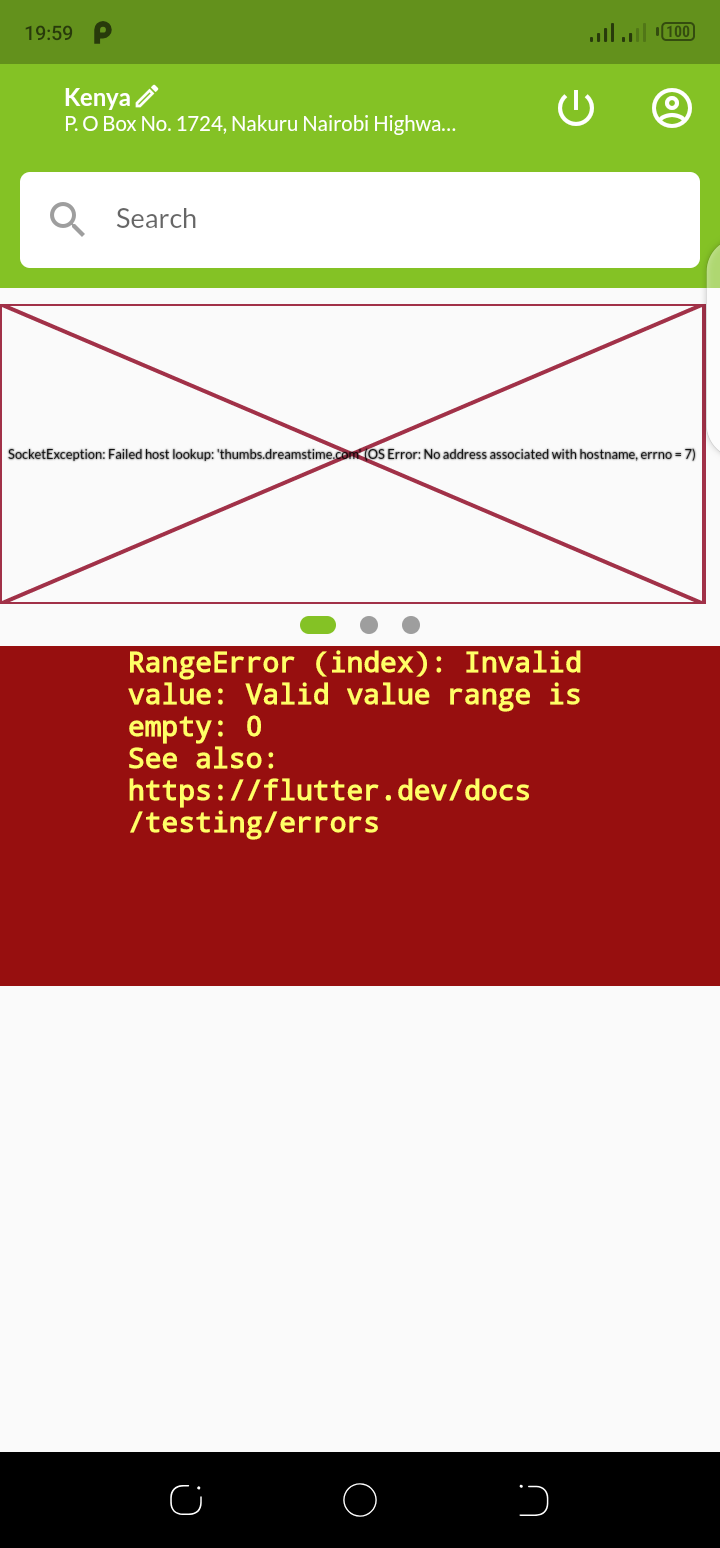 19:59
100
Kenya
P. O Box No. 1724, Nakuru Nairobi Highwa...
Search
SocketException: Failed host lookup: 'thumbs.dreamstime.com' (OS Error: No address associated with hostname, errno = 7)
RangeError (index): Invalid
value: Valid value range is
empty: 0
See also:
https://flutter.dev/docs
/testing/errors